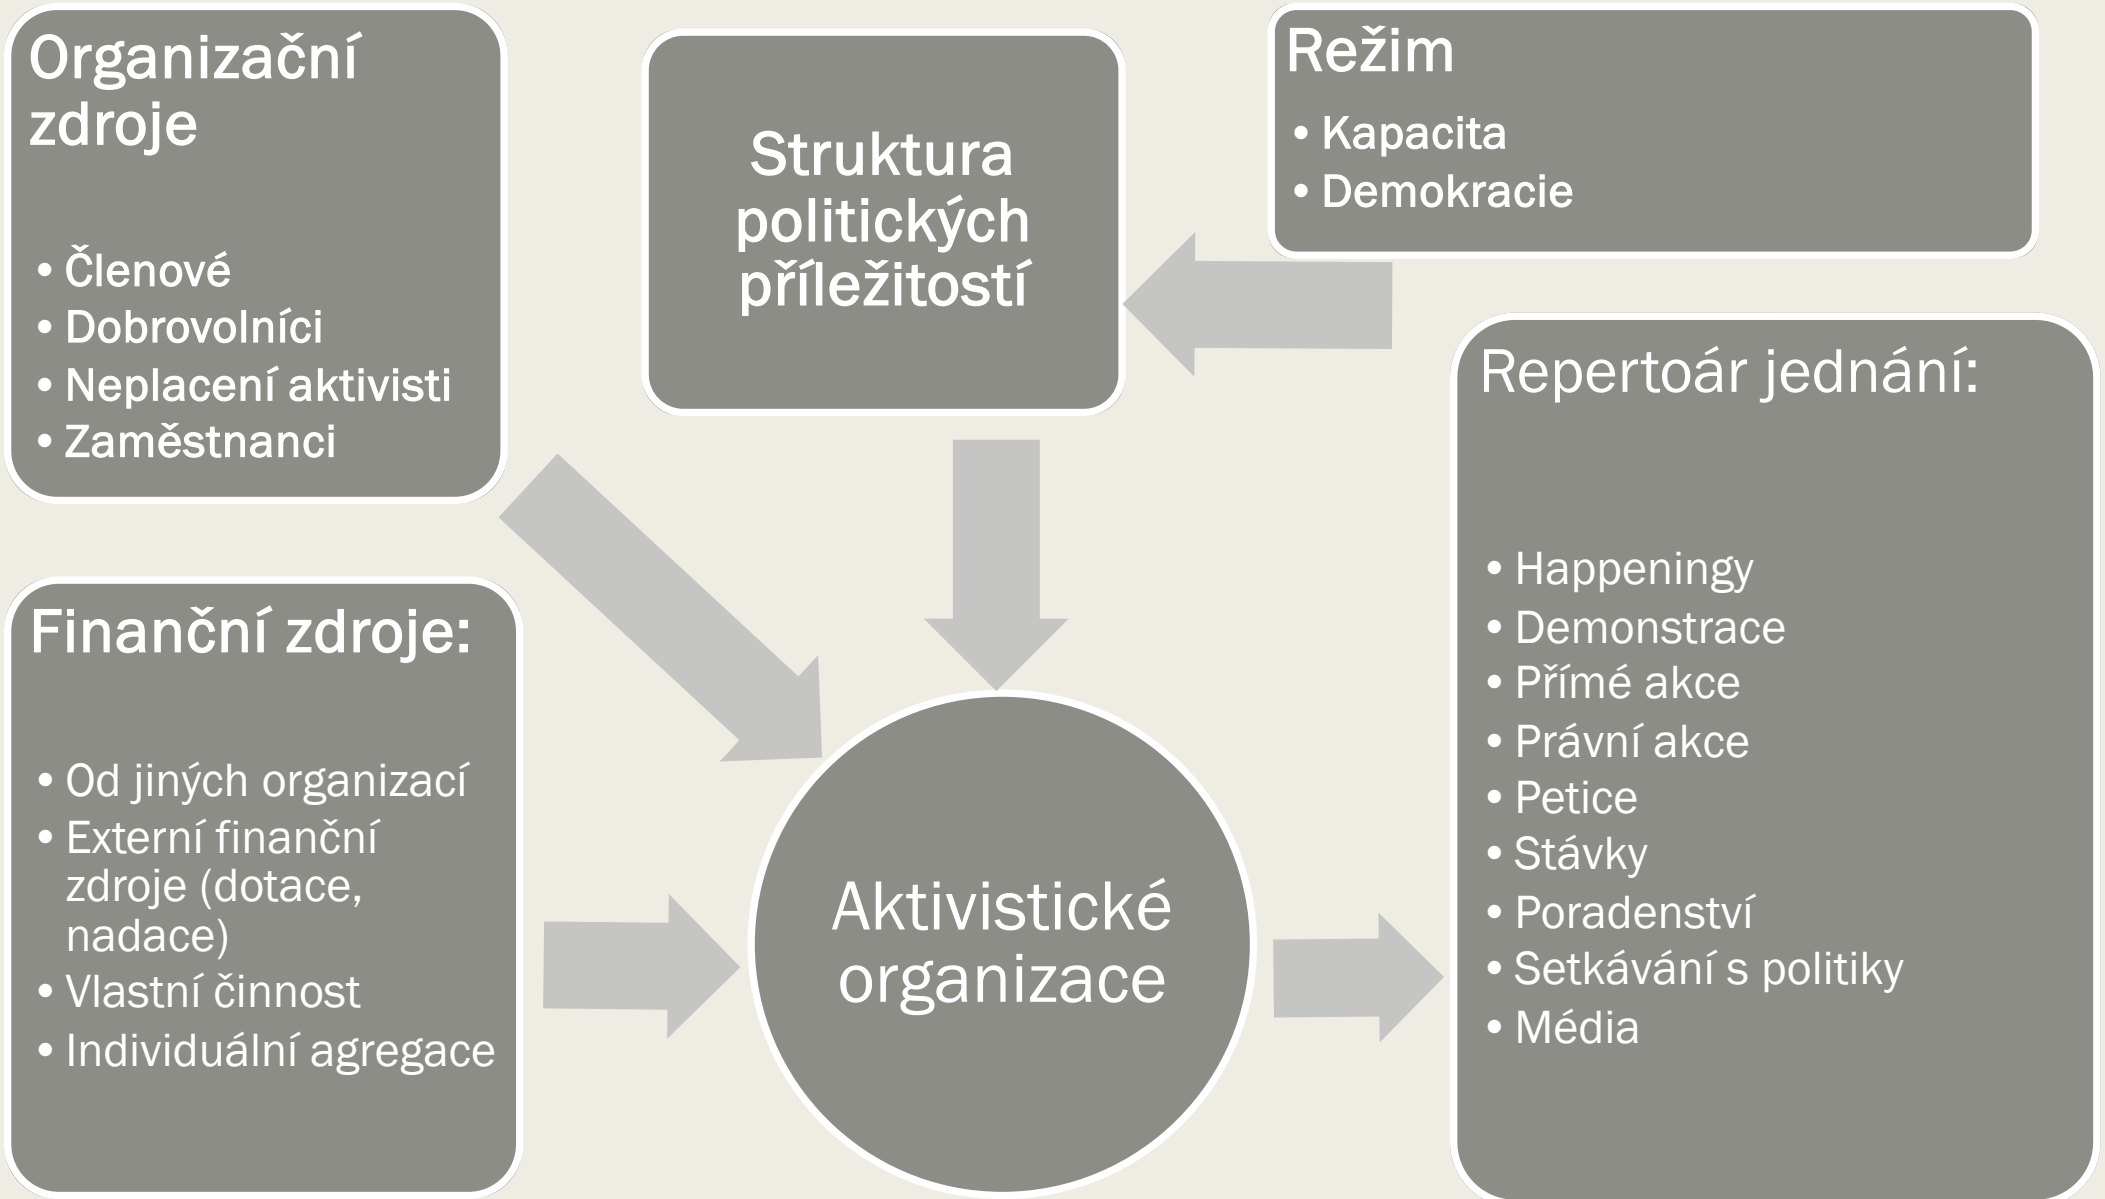 Organizační
zdroje
• Členové
• Dobrovolníci
• Neplacení aktivisti
• Zaměstnanci
Struktura
politických
příležitostí
Režim
• Kapacita
• Demokracie
Finanční zdroje:
• Od jiných organizací
• Externí finanční
zdroje (dotace,
nadace)
• Vlastní činnost
• Individuální agregace
Aktivistické
organizace
Repertoár jednání:
• Happeningy
• Demonstrace
• Přímé akce
• Právní akce
• Petice
• Stávky
• Poradenství
• Setkávání s politiky
• Média